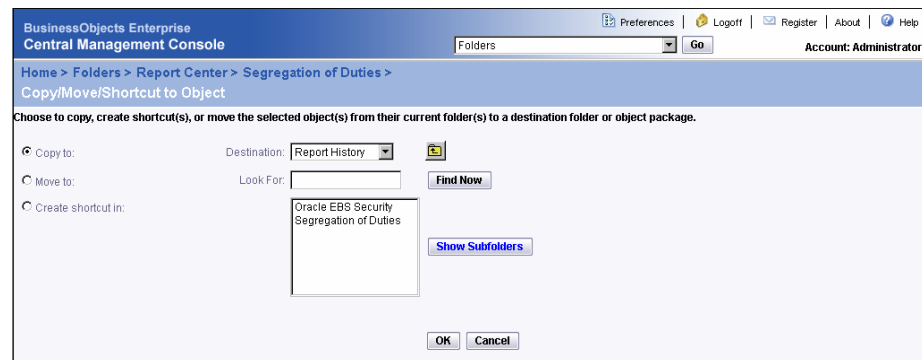 BusinessObjects Enterprise
Central Management Console
Preferences | Logoff | Register | About | Help
Folders Go
Account: Administrator
Home > Folders > Report Center > Segregation of Duties >
Copy/Move/Shortcut to Object
Choose to copy, create shortcut(s), or move the selected object(s) from their current folder(s) to a destination folder or object package.
Copy to: Destination: Report History
Move to: Look For: Find Now
Create shortcut in:
Oracle EBS Security
Segregation of Duties
Show Subfolders
OK Cancel